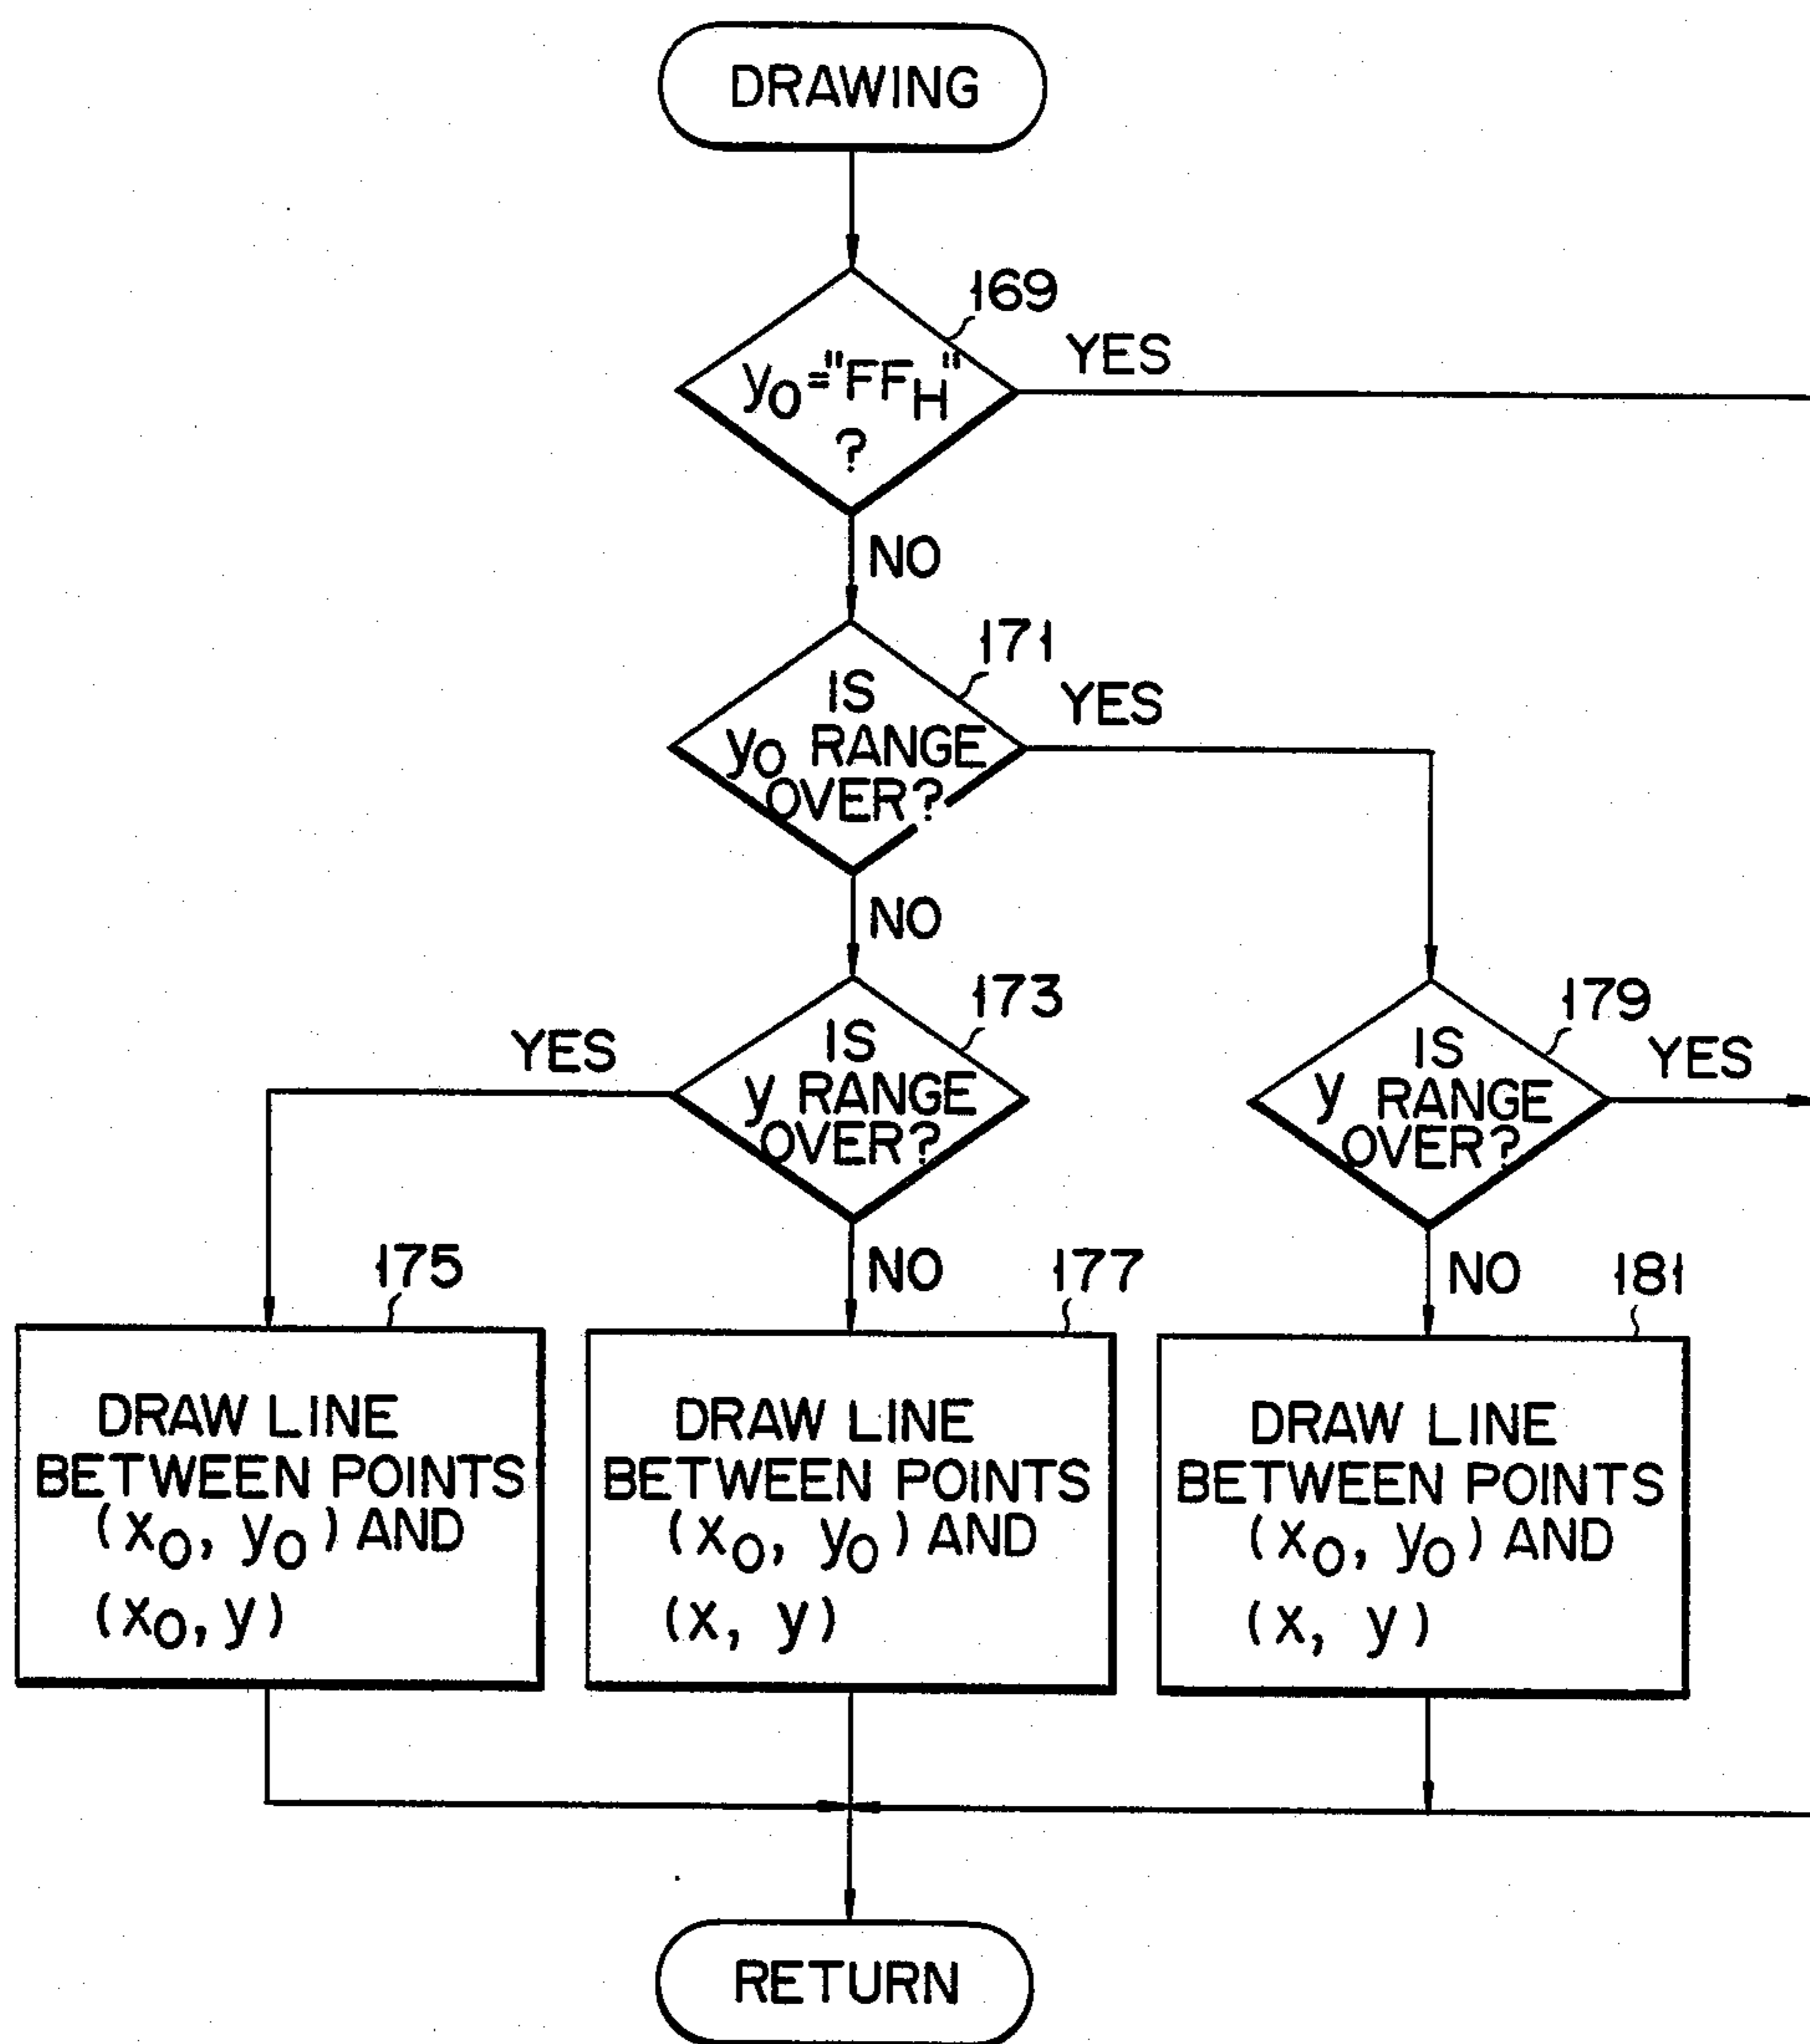 DRAWING
169
y₀="FF_H"
?
YES
NO
171
IS
y₀ RANGE
OVER?
YES
NO
173
IS
y RANGE
OVER?
YES
NO
179
IS
y RANGE
OVER?
YES
NO
175
DRAW LINE
BETWEEN POINTS
(x₀, y₀) AND
(x₀, y)
177
DRAW LINE
BETWEEN POINTS
(x₀, y₀) AND
(x, y)
181
DRAW LINE
BETWEEN POINTS
(x₀, y₀) AND
(x, y)
RETURN